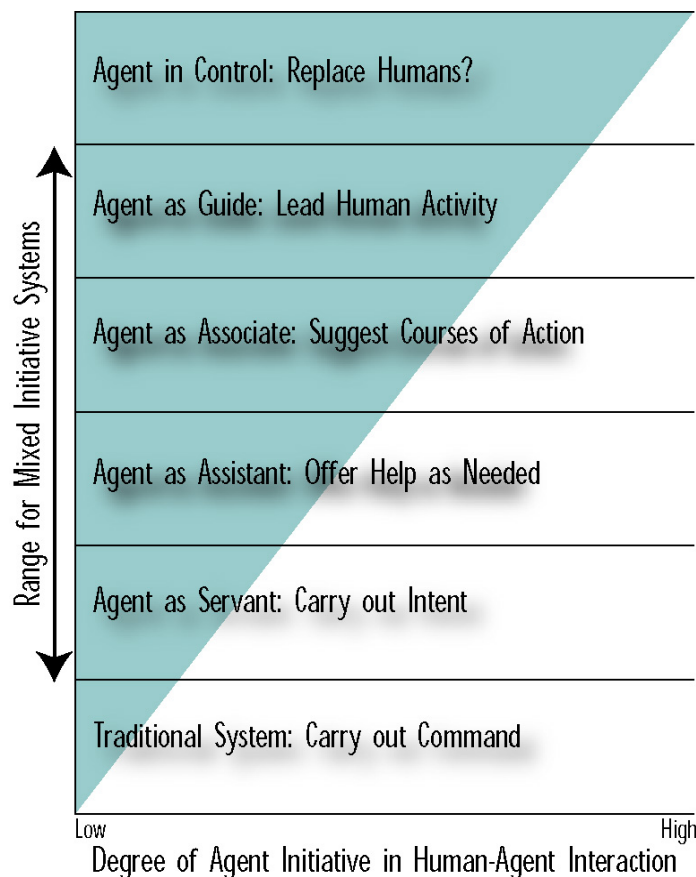 Agent in Control: Replace Humans?
Agent as Guide: Lead Human Activity
Agent as Associate: Suggest Courses of Action
Agent as Assistant: Offer Help as Needed
Agent as Servant: Carry out Intent
Traditional System: Carry out Command
Range for Mixed Initiative Systems
Low High
Degree of Agent Initiative in Human-Agent Interaction